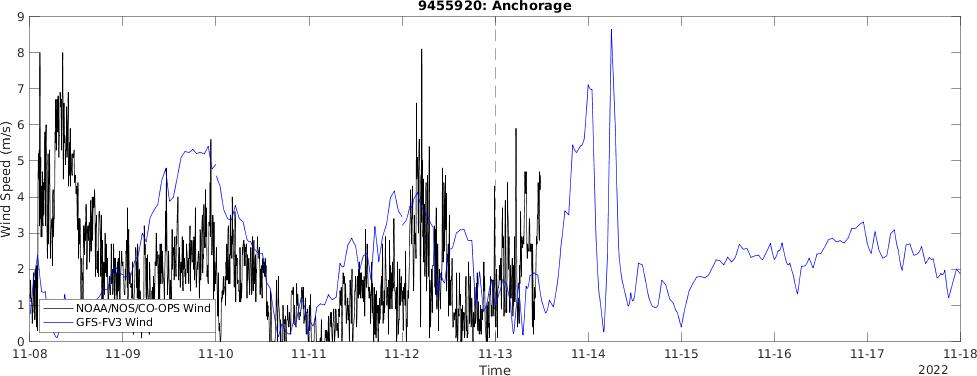 9455920: Anchorage
9
8
7
6
5
4
3
2
1
0
Wind Speed (m/s)
NOAA/NOS/CO-OPS Wind
GFS-FV3 Wind
11-08 11-09 11-10 11-11 11-12 11-13 11-14 11-15 11-16 11-17 11-18
Time
2022